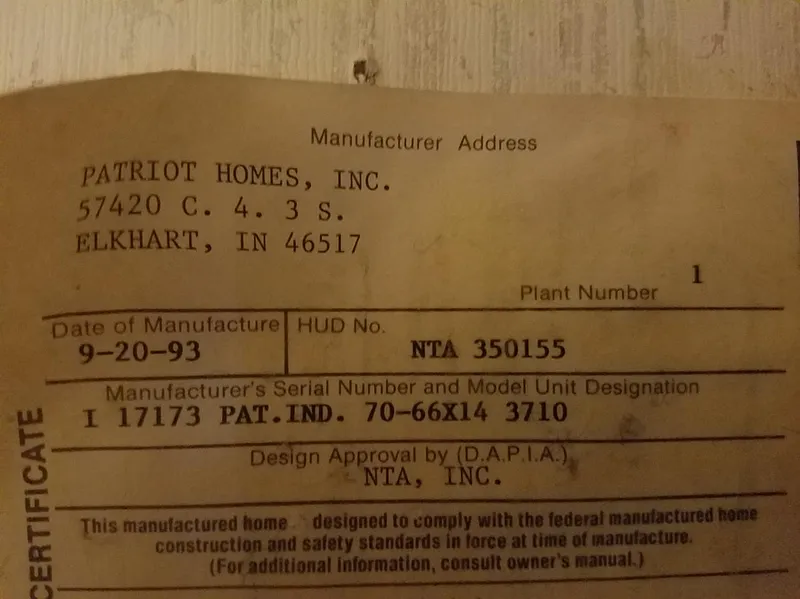 Manufacturer Address
PATRIOT HOMES, INC.
57420 C. 4. 3 S.
ELKHART, IN 46517
Plant Number 1
Date of Manufacture
9-20-93
HUD No.
NTA 350155
Manufacturer's Serial Number and Model Unit Designation
I 17173 PAT.IND. 70-66X14 3710
Design Approval by (D.A.P.I.A.)
NTA, INC.
This manufactured home designed to comply with the federal manufactured home
construction and safety standards in force at time of manufacture.
(For additional information, consult owner's manual.)
CERTIFICATE